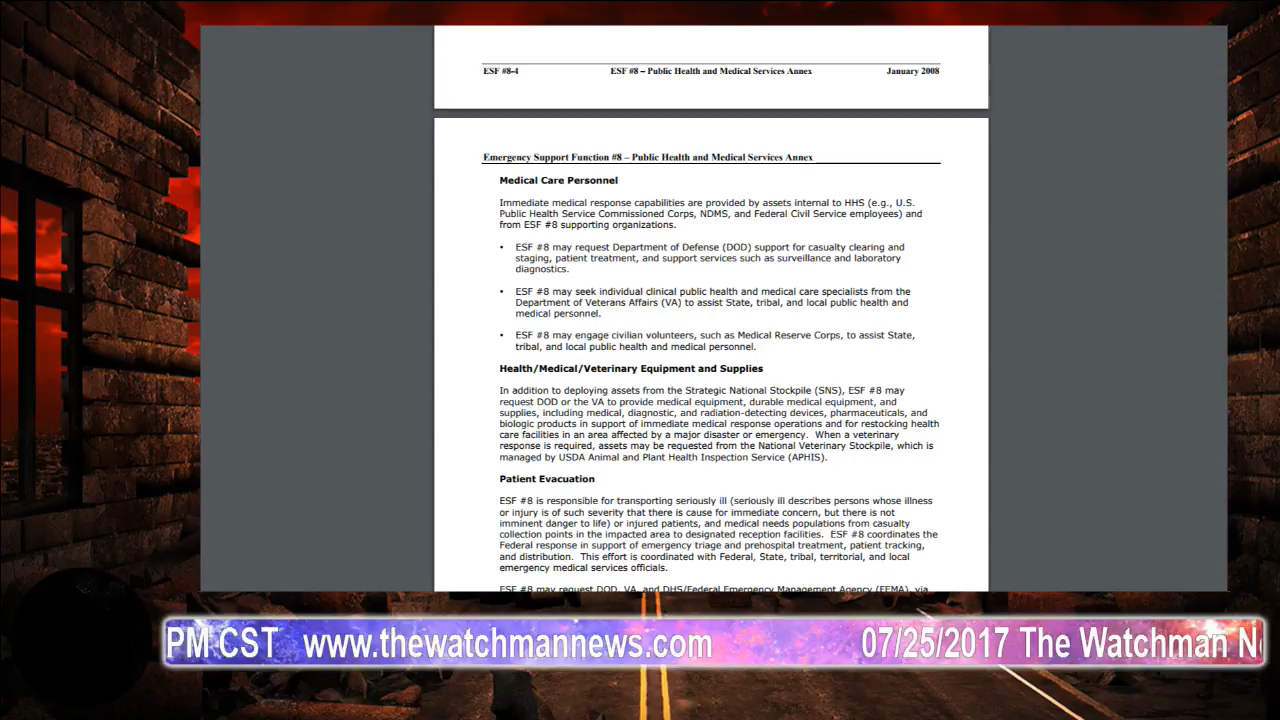 ESF #8-4 ESF #8 – Public Health and Medical Services Annex January 2008
Emergency Support Function #8 – Public Health and Medical Services Annex
Medical Care Personnel
Immediate medical response capabilities are provided by assets internal to HHS (e.g., U.S.
Public Health Service Commissioned Corps, NDMS, and Federal Civil Service employees) and
from ESF #8 supporting organizations.
• ESF #8 may request Department of Defense (DOD) support for casualty clearing and
staging, patient treatment, and support services such as surveillance and laboratory
diagnostics.
• ESF #8 may seek individual clinical public health and medical care specialists from the
Department of Veterans Affairs (VA) to assist State, tribal, and local public health and
medical personnel.
• ESF #8 may engage civilian volunteers, such as Medical Reserve Corps, to assist State,
tribal, and local public health and medical personnel.
Health/Medical/Veterinary Equipment and Supplies
In addition to deploying assets from the Strategic National Stockpile (SNS), ESF #8 may
request DOD or the VA to provide medical equipment, durable medical equipment, and
supplies, including medical, diagnostic, and radiation-detecting devices, pharmaceuticals, and
biologic products in support of immediate medical response operations and for restocking health
care facilities in an area affected by a major disaster or emergency. When a veterinary
response is required, assets may be requested from the National Veterinary Stockpile, which is
managed by USDA Animal and Plant Health Inspection Service (APHIS).
Patient Evacuation
ESF #8 is responsible for transporting seriously ill (seriously ill describes persons whose illness
or injury is of such severity that there is cause for immediate concern, but there is not
imminent danger to life) or injured patients, and medical needs populations from casualty
collection points in the impacted area to designated reception facilities. ESF #8 coordinates the
Federal response in support of emergency triage and prehospital treatment, patient tracking,
and distribution. This effort is coordinated with Federal, State, tribal, territorial, and local
emergency medical services officials.
ESF #8 may request DOD, VA, and DHS/Federal Emergency Management Agency (FEMA), via
PM CST www.thewatchmannews.com 07/25/2017 The Watchman N